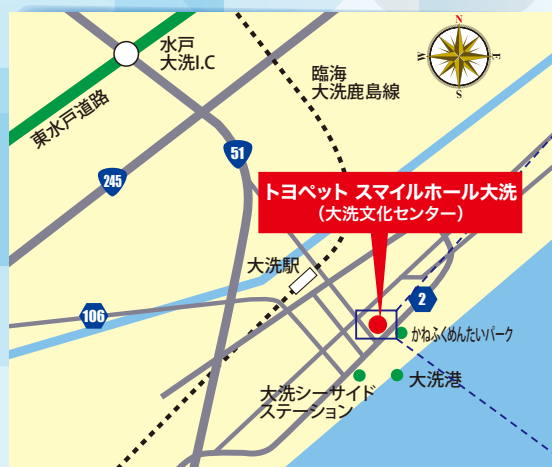 水戸
大洗I.C
東水戸道路
臨海
大洗鹿島線
N
W
E
S
51
245
トヨペット スマイルホール大洗
(大洗文化センター)
大洗駅
2
106
かねふくめんたいパーク
大洗シーサイド
ステーション
大洗港